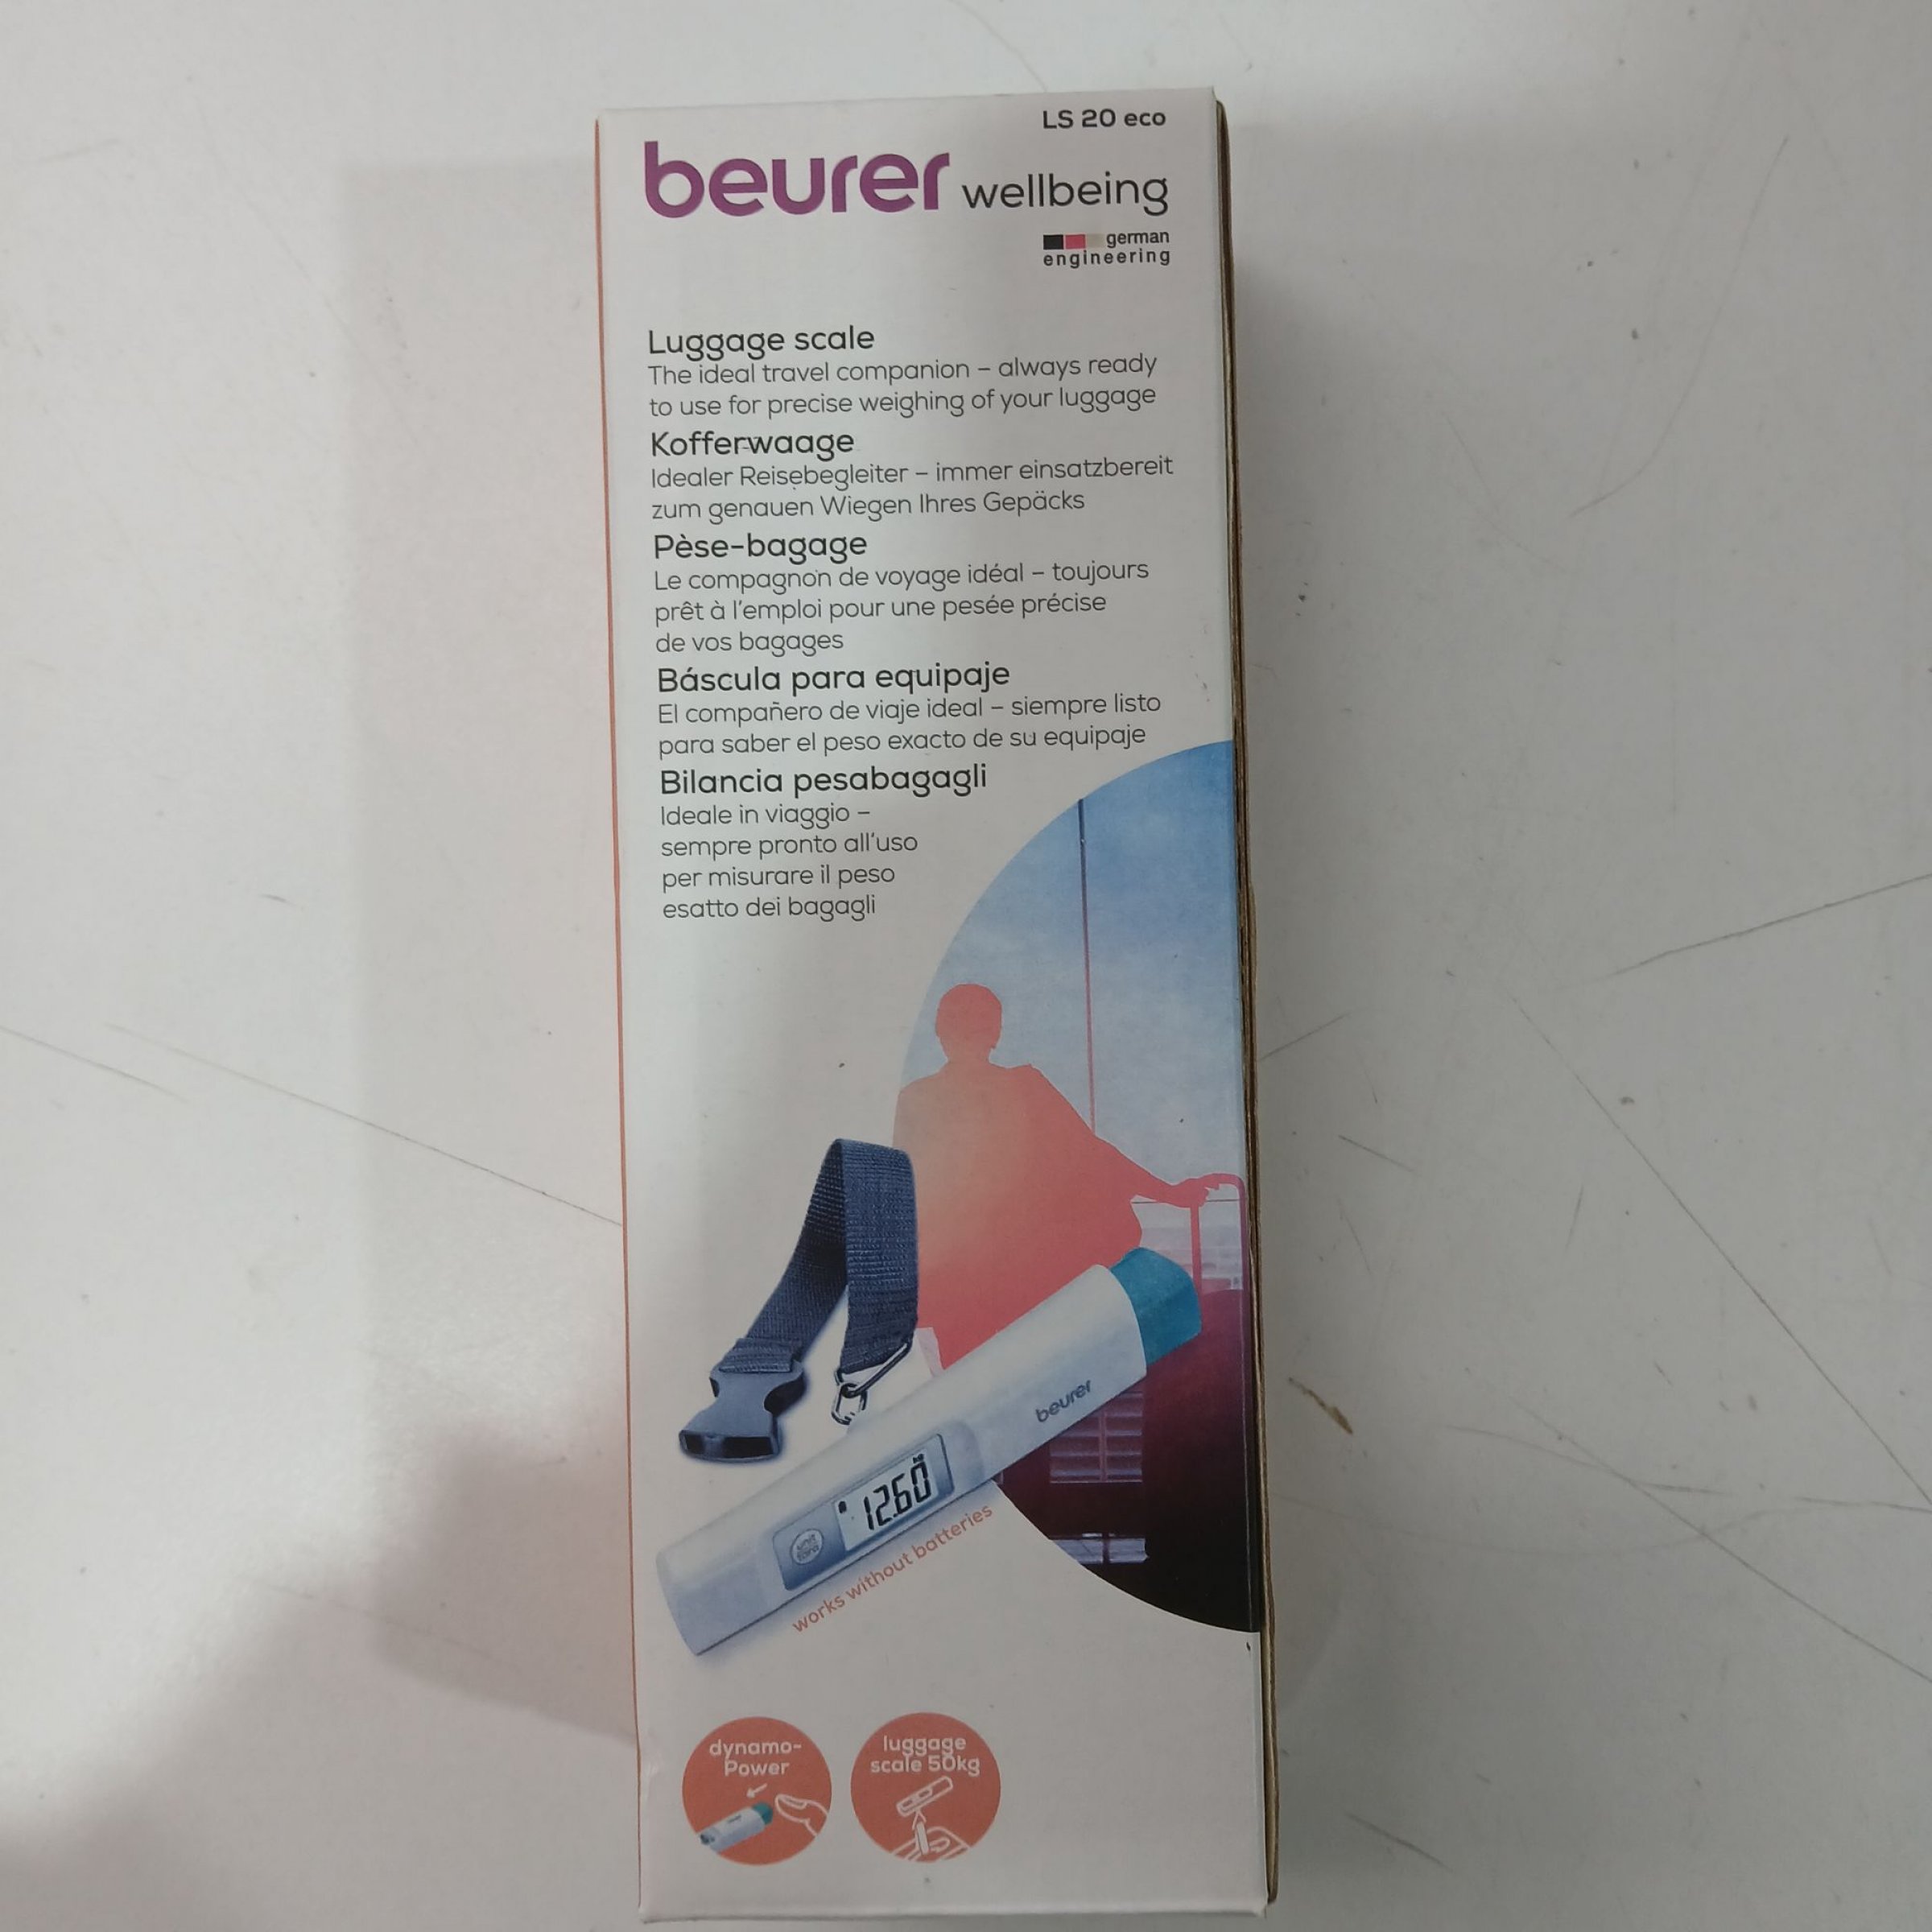 LS 20 eco
beurer wellbeing
german
engineering
Luggage scale
The ideal travel companion – always ready
to use for precise weighing of your luggage
Kofferwaage
Idealer Reisebegleiter – immer einsatzbereit
zum genauen Wiegen Ihres Gepäcks
Pèse-bagage
Le compagnon de voyage idéal – toujours
prêt à l'emploi pour une pesée précise
de vos bagages
Báscula para equipaje
El compañero de viaje ideal – siempre listo
para saber el peso exacto de su equipaje
Bilancia pesabagagli
Ideale in viaggio –
sempre pronto all'uso
per misurare il peso
esatto dei bagagli
beurer
12.60
kg
unit
tara
works without batteries
dynamo-
Power
luggage
scale 50kg